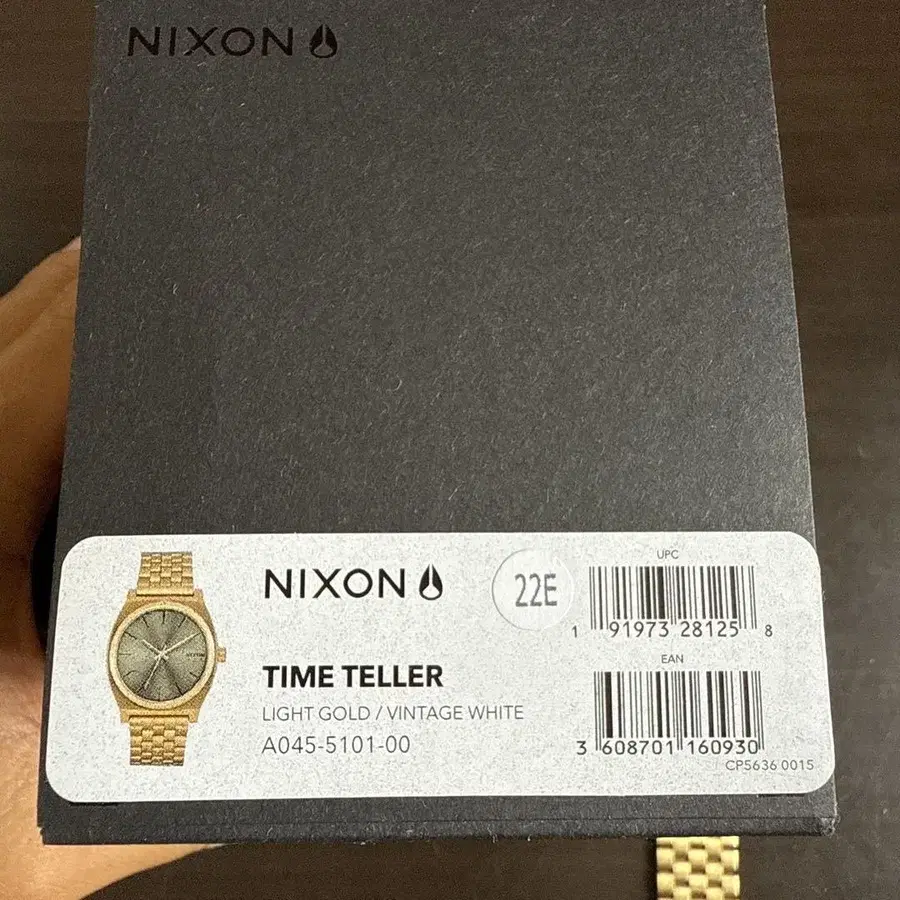 NIXON
NIXON
22E
TIME TELLER
LIGHT GOLD / VINTAGE WHITE
A045-5101-00
UPC
1 91973 28125 8
EAN
3 608701 160930
CP5636 0015